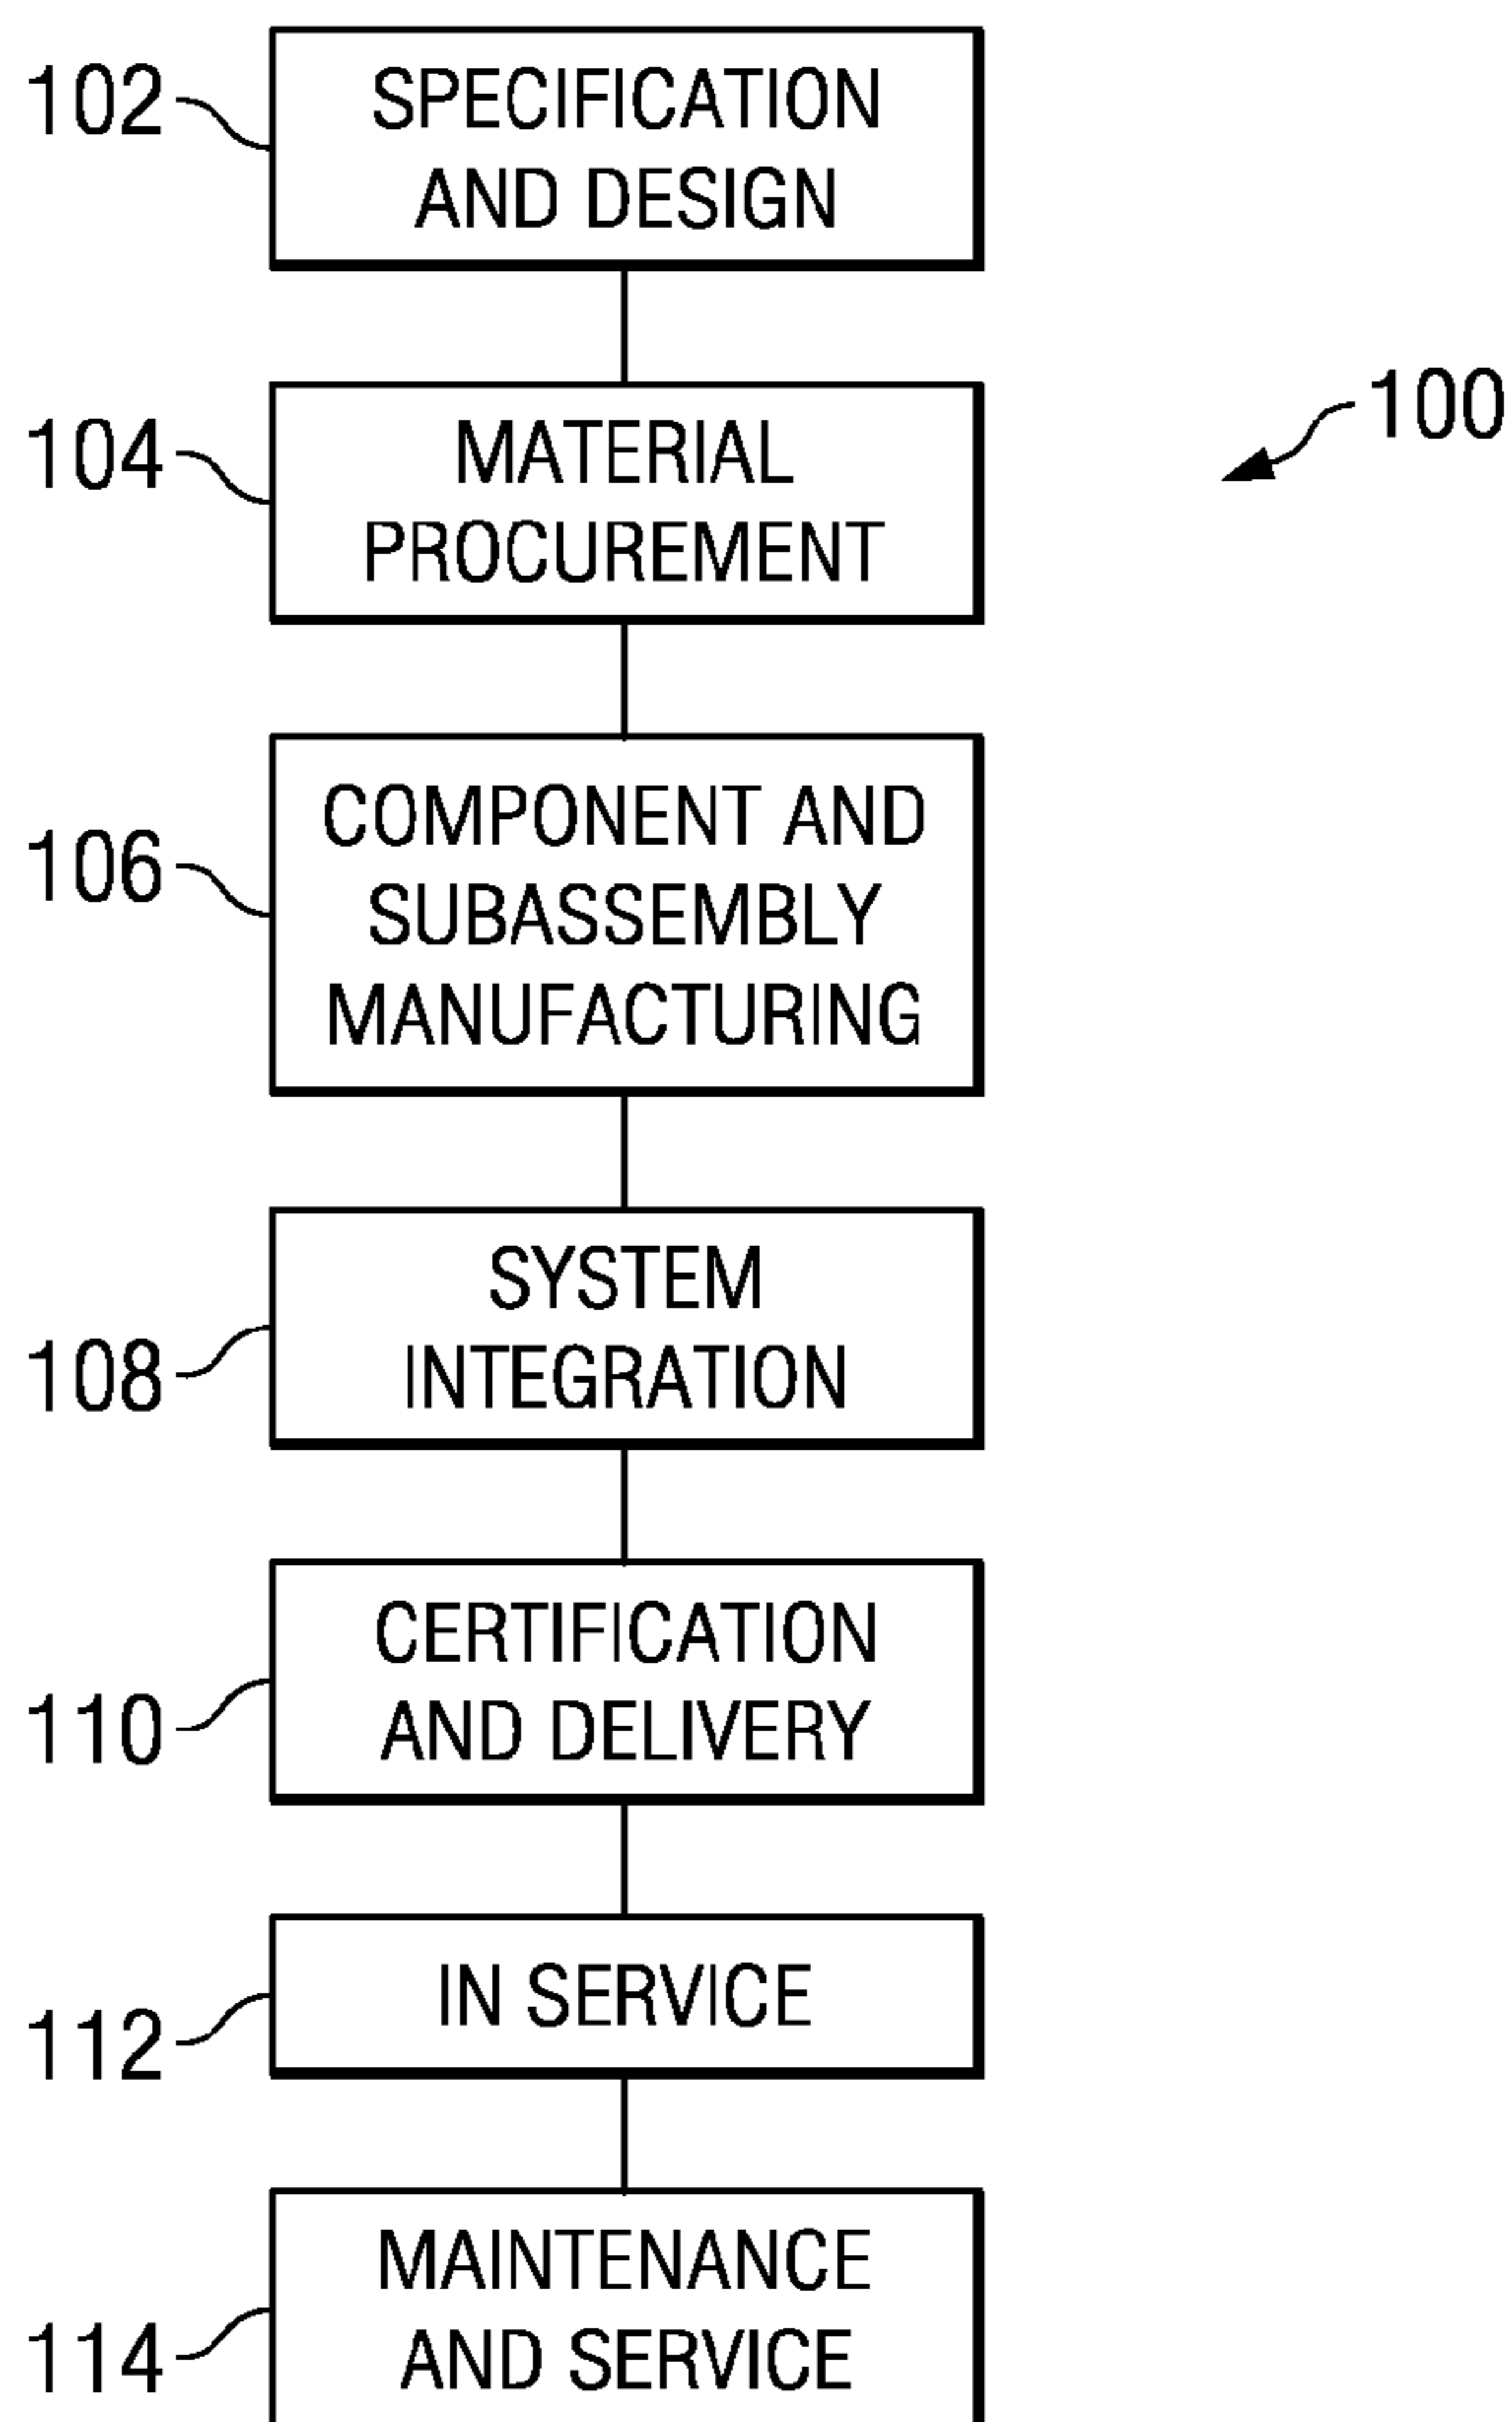 102
SPECIFICATION
AND DESIGN
100
104
MATERIAL
PROCUREMENT
106
COMPONENT AND
SUBASSEMBLY
MANUFACTURING
108
SYSTEM
INTEGRATION
110
CERTIFICATION
AND DELIVERY
112
IN SERVICE
114
MAINTENANCE
AND SERVICE